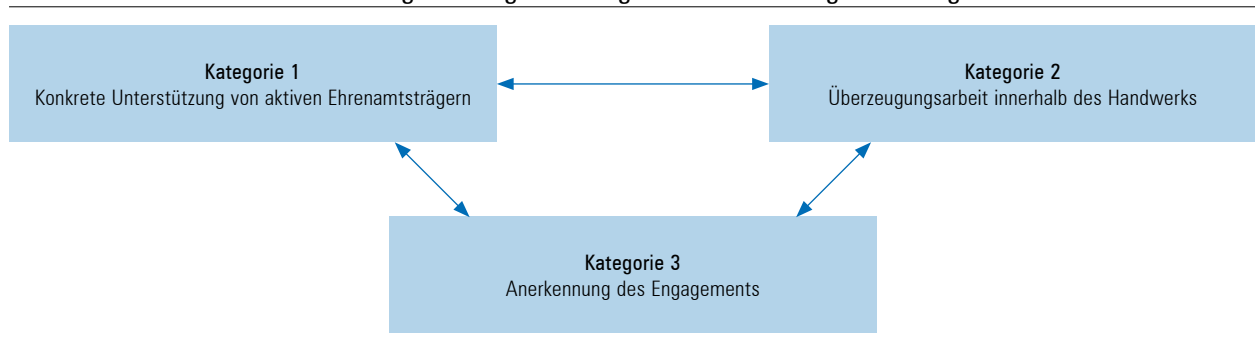 Kategorie 1
Konkrete Unterstützung von aktiven Ehrenamtsträgern
Kategorie 2
Überzeugungsarbeit innerhalb des Handwerks
Kategorie 3
Anerkennung des Engagements